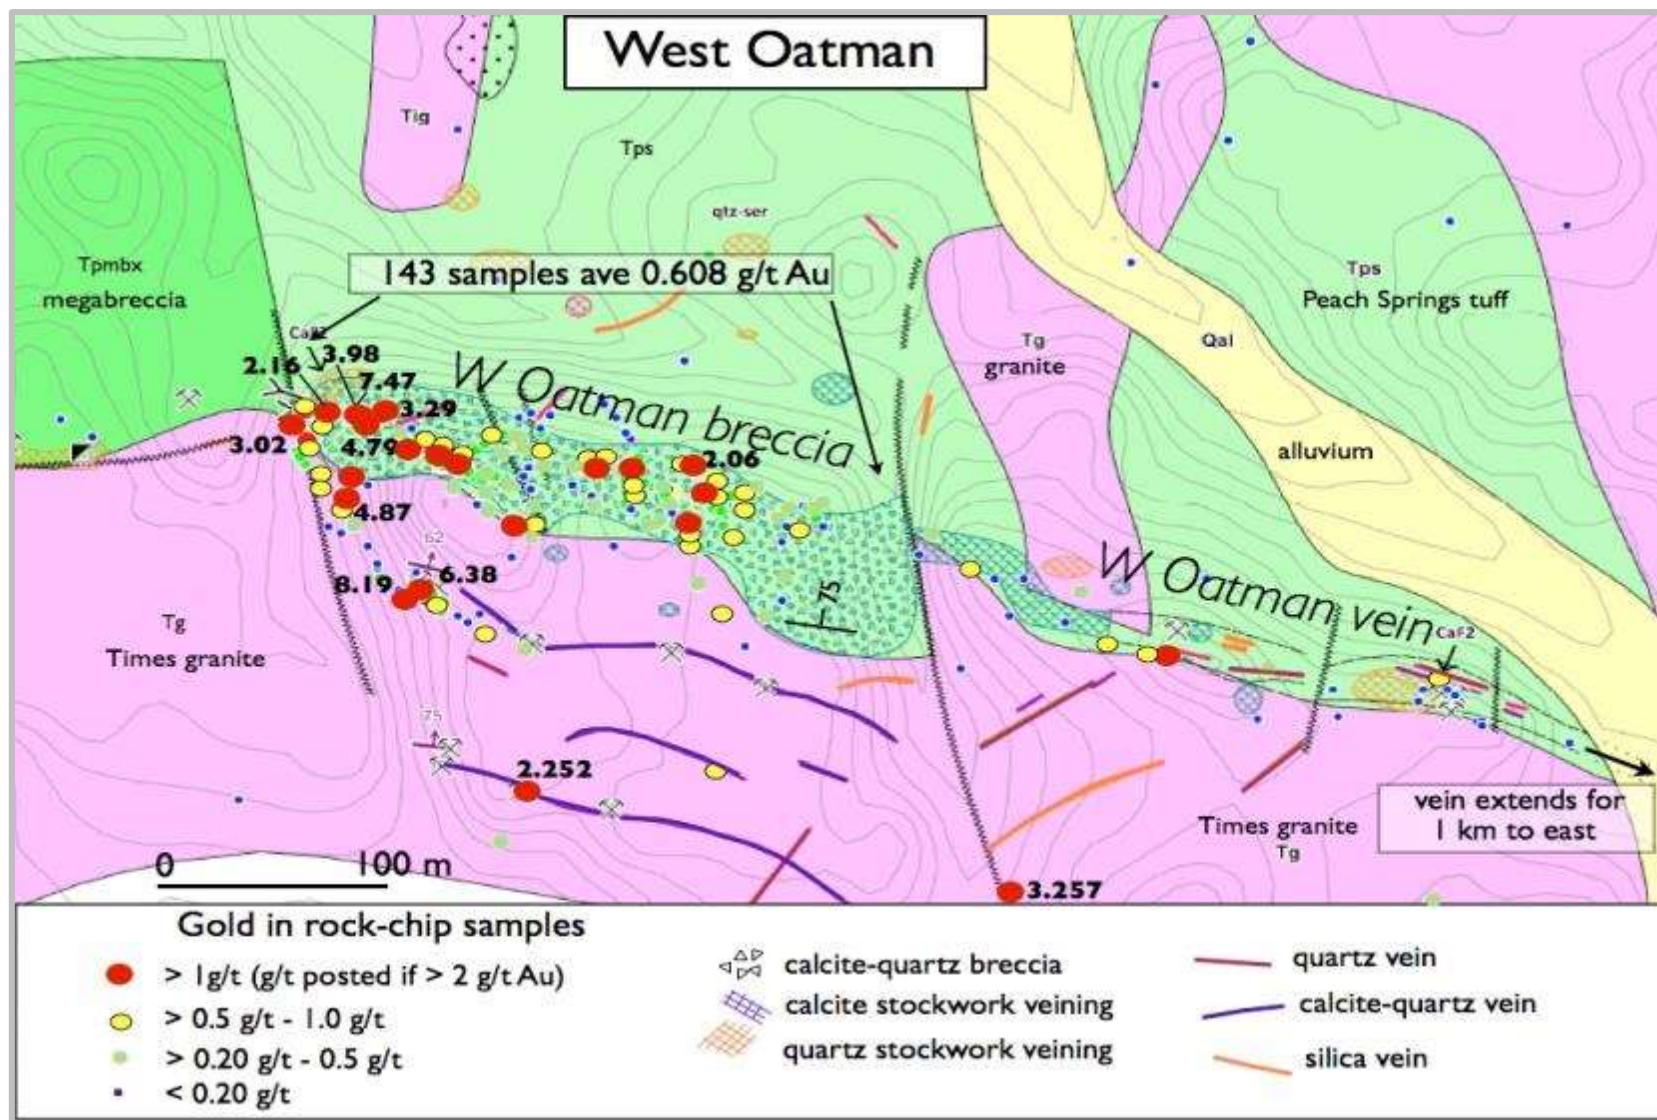 West Oatman
Tig
Tps
qtz-ser
Tpmbx
megabreccia
143 samples ave 0.608 g/t Au
Tps
Peach Springs tuff
Tg
granite
Qal
3.98
2.16
7.47
3.29
W Oatman breccia
3.02
4.79
2.06
alluvium
4.87
62
W Oatman vein
8.19
6.38
75
CaF2
Tg
Times granite
75
2.252
vein extends for
1 km to east
Times granite
Tg
0 100 m
3.257
Gold in rock-chip samples
> 1g/t (g/t posted if > 2 g/t Au)
> 0.5 g/t - 1.0 g/t
> 0.20 g/t - 0.5 g/t
< 0.20 g/t
calcite-quartz breccia
calcite stockwork veining
quartz stockwork veining
quartz vein
calcite-quartz vein
silica vein